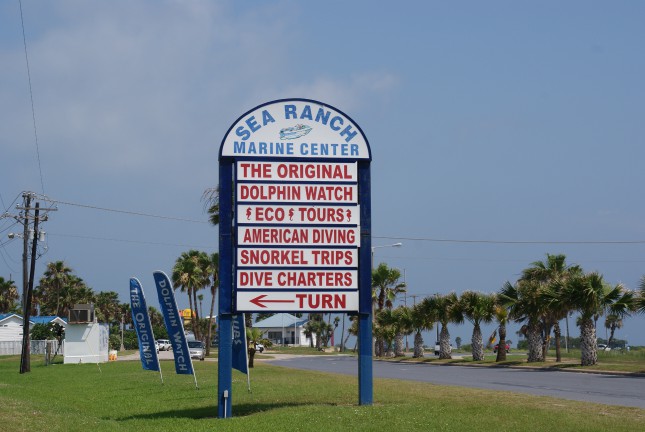 SEA RANCH
MARINE CENTER
THE ORIGINAL
DOLPHIN WATCH
ECO TOURS
AMERICAN DIVING
SNORKEL TRIPS
DIVE CHARTERS
TURN
THE ORIGINAL
DOLPHIN WATCH